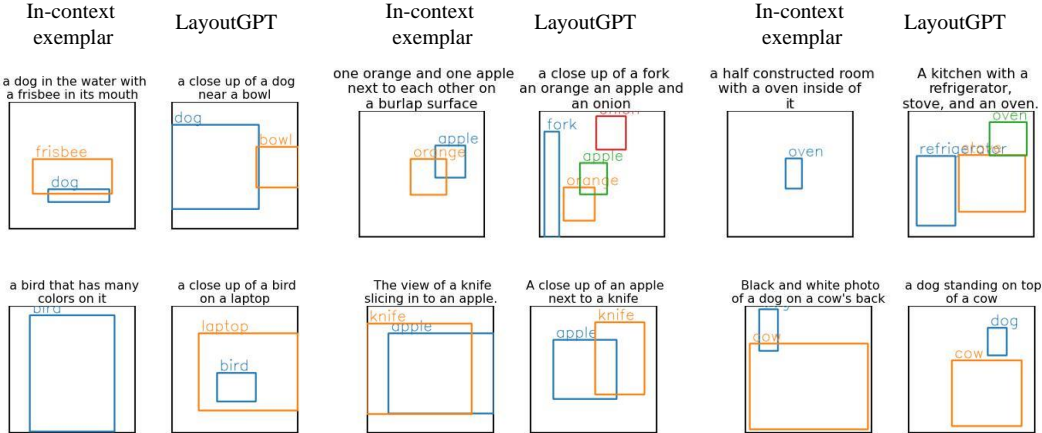 In-context
exemplar
LayoutGPT
In-context
exemplar
LayoutGPT
In-context
exemplar
LayoutGPT
a dog in the water with
a frisbee in its mouth
frisbee
dog
a close up of a dog
near a bowl
dog
bowl
one orange and one apple
next to each other on
a burlap surface
apple
orange
a close up of a fork
an orange an apple and
an onion
fork
onion
apple
orange
a half constructed room
with a oven inside of
it
oven
A kitchen with a
refrigerator,
stove, and an oven.
oven
refrigerator
a bird that has many
colors on it
bird
a close up of a bird
on a laptop
laptop
bird
The view of a knife
slicing in to an apple.
knife
apple
A close up of an apple
next to a knife
knife
apple
Black and white photo
of a dog on a cow's back
cow
a dog standing on top
of a cow
dog
cow